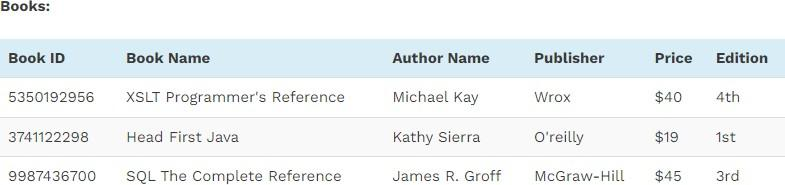 Books:
Book ID Book Name Author Name Publisher Price Edition
5350192956 XSLT Programmer's Reference Michael Kay Wrox $40 4th
3741122298 Head First Java Kathy Sierra O'reilly $19 1st
9987436700 SQL The Complete Reference James R. Groff McGraw-Hill $45 3rd